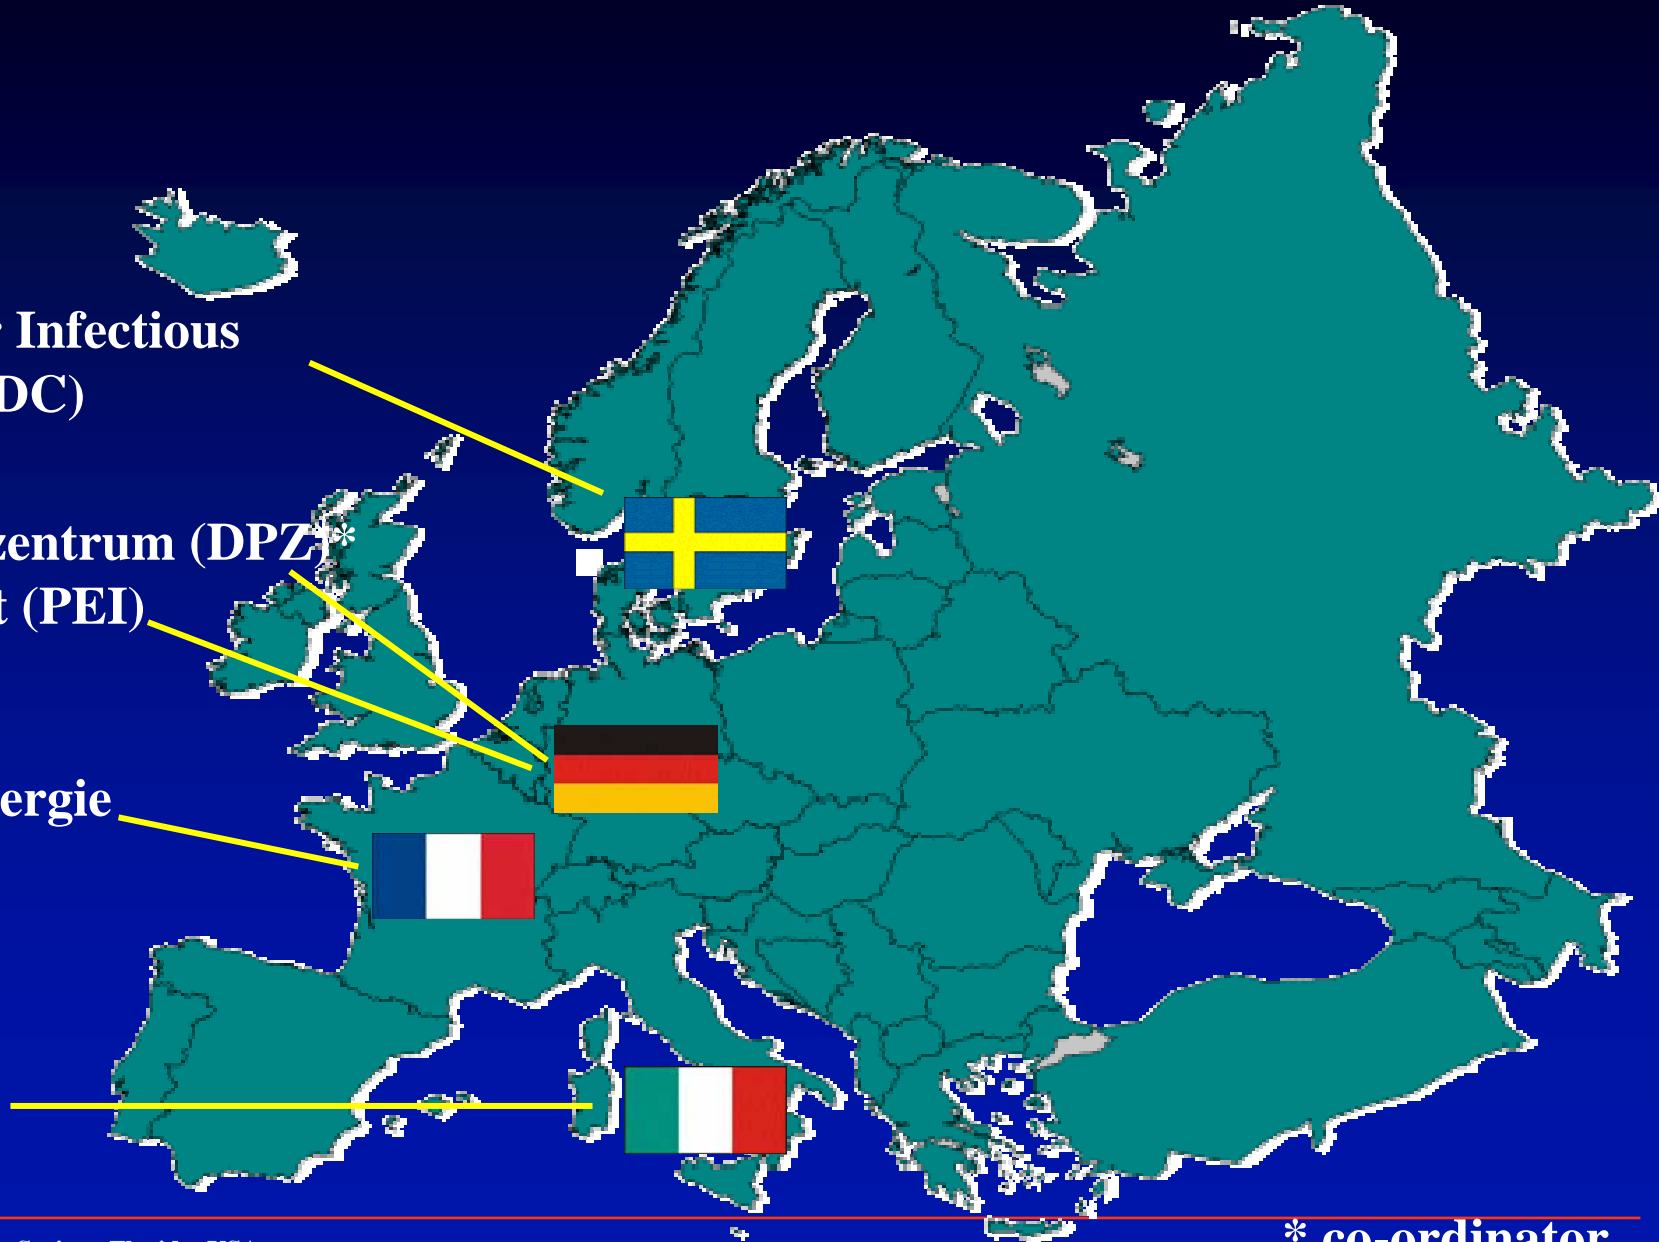 Infectious
DC)
zentrum (DPZ)*
t (PEI)
ergie
* co-ordinator